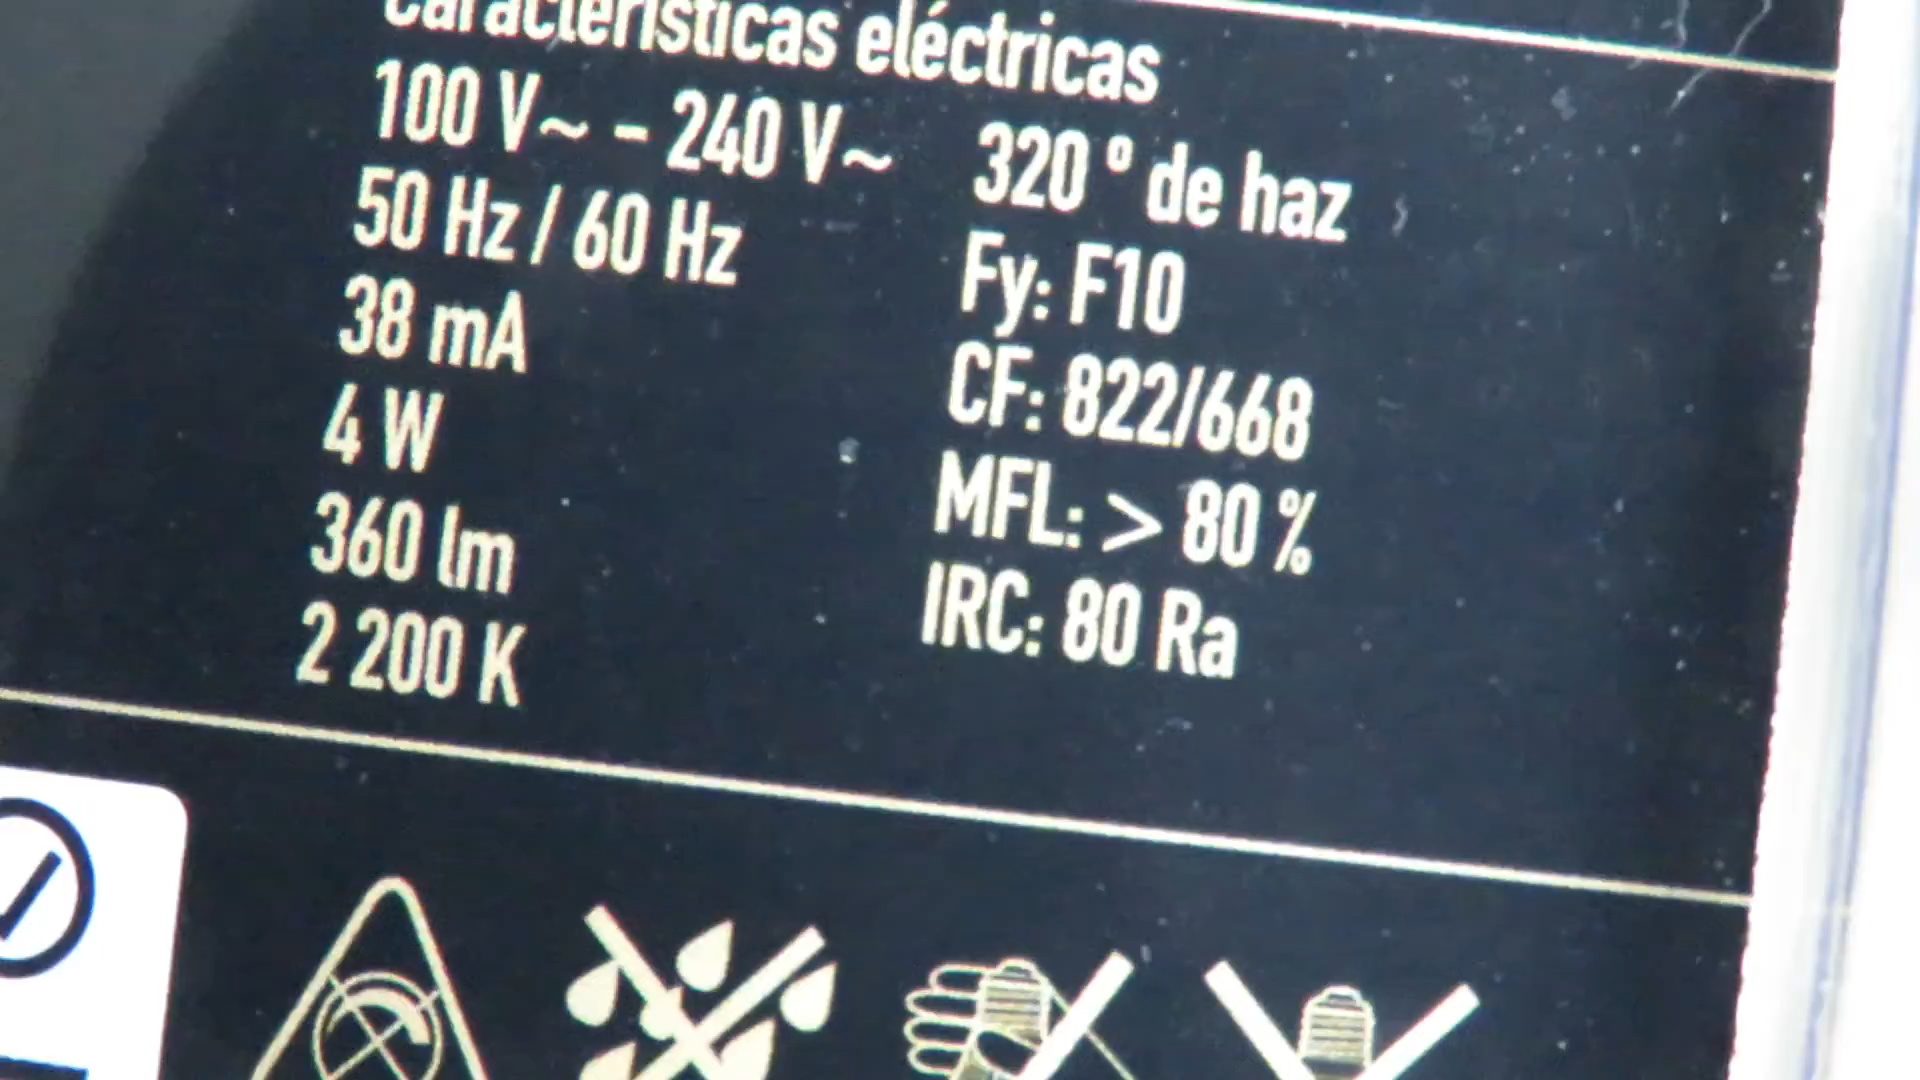 características eléctricas
100 V~ - 240 V~
50 Hz / 60 Hz
38 mA
4 W
360 lm
2 200 K
320 º de haz
Fy: F10
CF: 822/668
MFL: > 80 %
IRC: 80 Ra